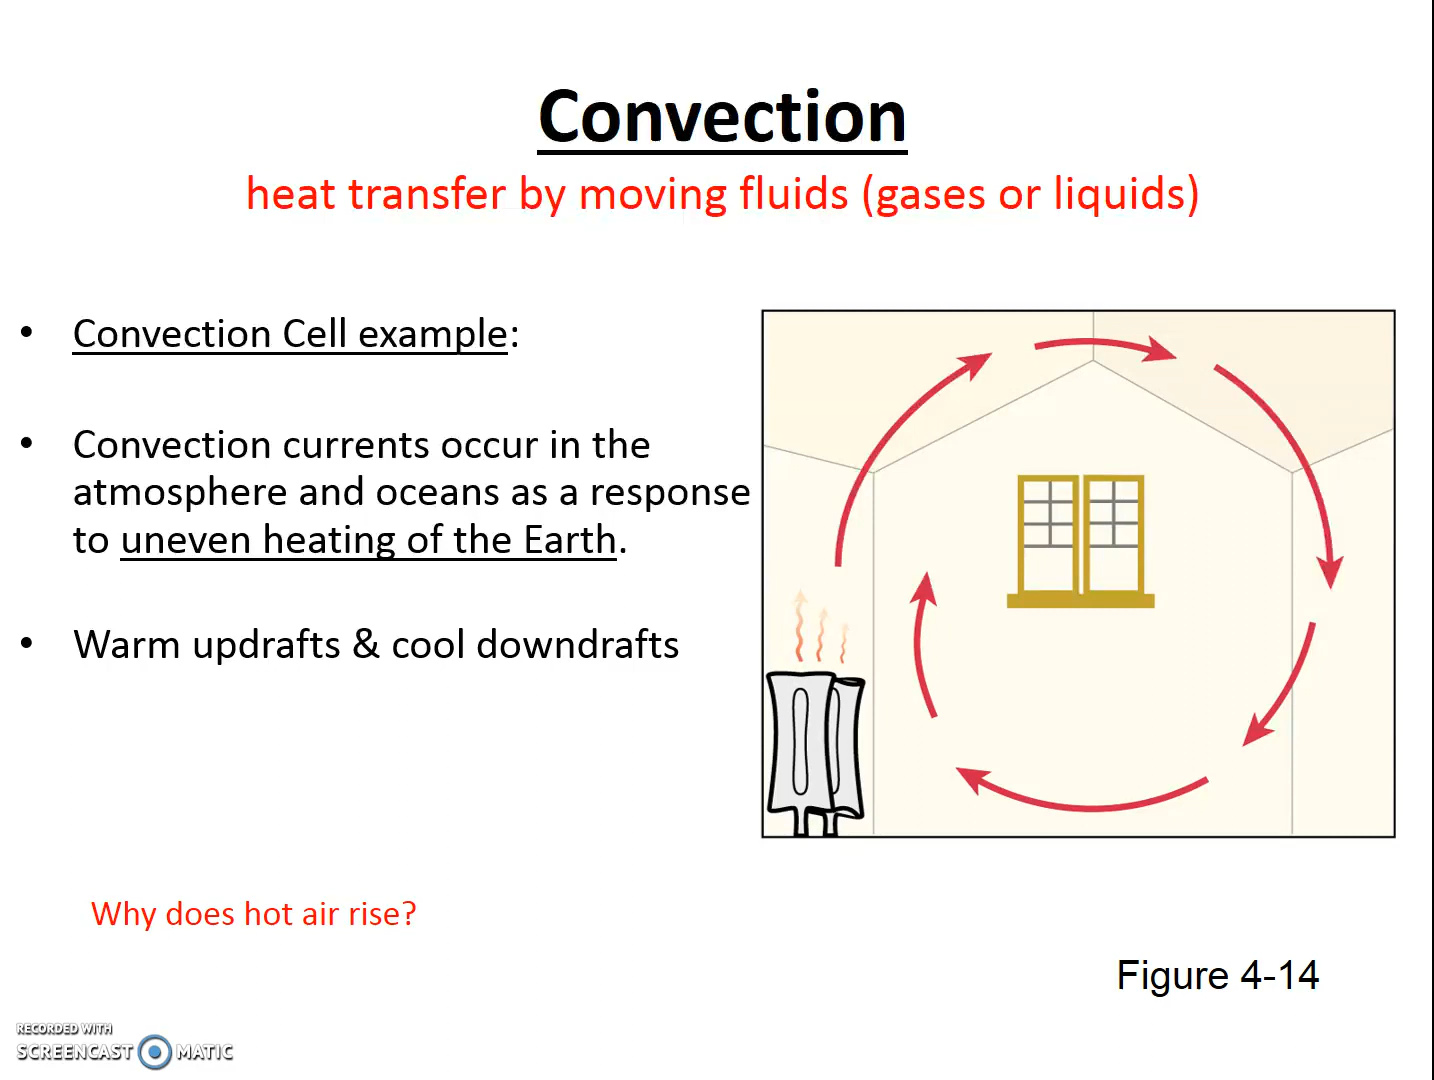 Convection
heat transfer by moving fluids (gases or liquids)
• Convection Cell example:
• Convection currents occur in the
atmosphere and oceans as a response
to uneven heating of the Earth.
• Warm updrafts & cool downdrafts
Why does hot air rise?
Figure 4-14
RECORDED WITH
SCREENCAST MATIC